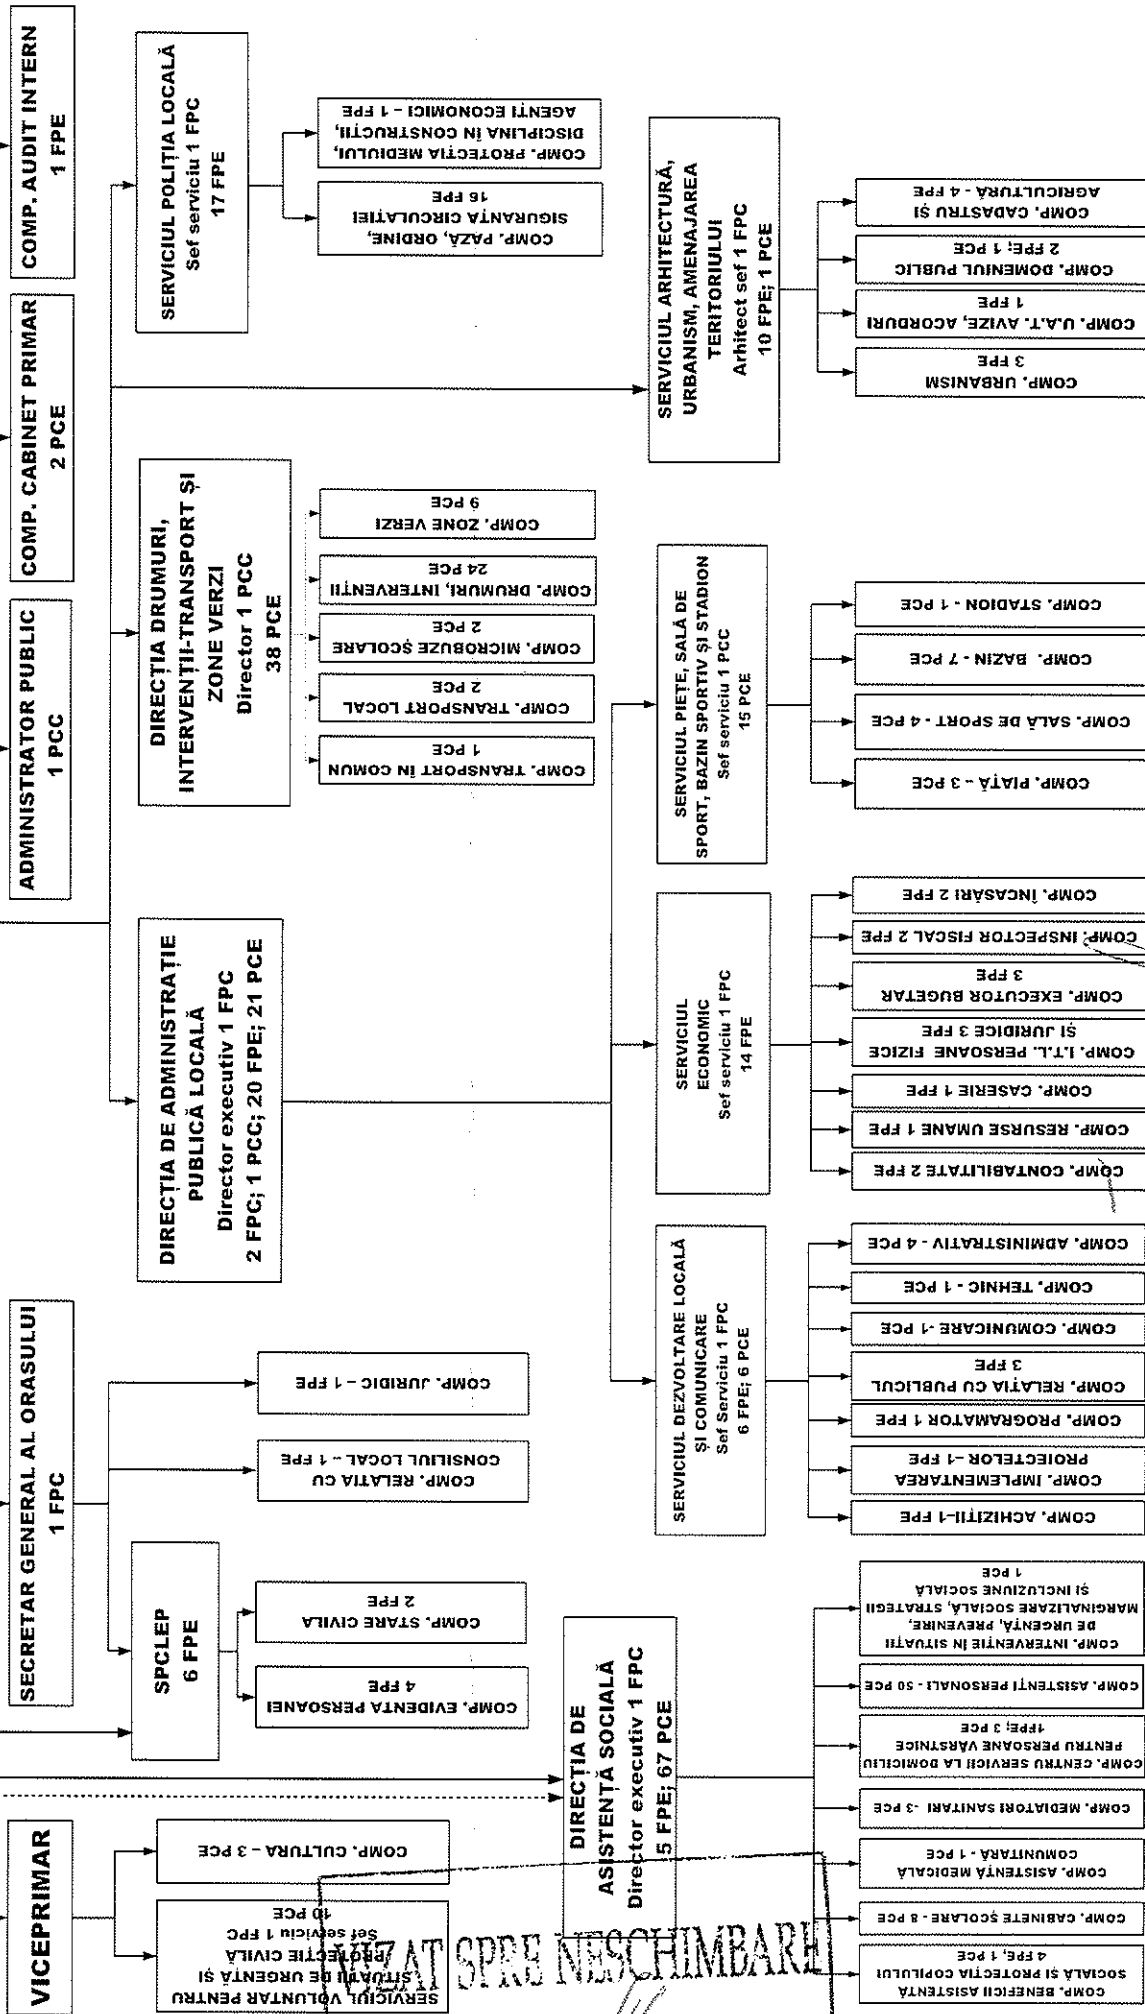 VICEPRIMAR
SECRETAR GENERAL AL ORASULUI
1 FPC
ADMINISTRATOR PUBLIC
1 PCC
COMP. CABINET PRIMAR
2 PCE
COMP. AUDIT INTERN
1 FPE
SERVICIUL VOLUNTAR PENTRU
SITUATII DE URGENTA SI
PROTECTIE CIVILA
Sef serviciu 1 FPC
10 PCE
COMP. CULTURA – 3 PCE
SPCLEP
6 FPE
COMP. EVIDENTA PERSOANEI
4 FPE
COMP. STARE CIVILA
2 FPE
COMP. RELATIA CU
CONSILIUL LOCAL – 1 FPE
COMP. JURIDIC – 1 FPE
DIRECȚIA DE ADMINISTRAȚIE
PUBLICĂ LOCALĂ
Director executiv 1 FPC
2 FPC; 1 PCC; 20 FPE; 21 PCE
DIRECȚIA DRUMURI,
INTERVENȚII-TRANSPORT ȘI
ZONE VERZI
Director 1 PCC
38 PCE
COMP. TRANSPORT ÎN COMUN
1 PCE
COMP. TRANSPORT LOCAL
2 PCE
COMP. MICROBUZE ȘCOLARE
2 PCE
COMP. DRUMURI, INTERVENȚII
24 PCE
COMP. ZONE VERZI
9 PCE
SERVICIUL POLIȚIA LOCALĂ
Sef serviciu 1 FPC
17 FPE
COMP. PAZĂ, ORDINE,
SIGURANȚA CIRCULAȚIEI
16 FPE
COMP. PROTECȚIA MEDIULUI,
DISCIPLINA ÎN CONSTRUCȚII,
AGENȚI ECONOMICI – 1 FPE
DIRECȚIA DE
ASISTENȚĂ SOCIALĂ
Director executiv 1 FPC
5 FPE; 67 PCE
COMP. BENEFICII ASISTENȚĂ
SOCIALĂ ȘI PROTECȚIA COPILULUI
4 FPE, 1 PCE
COMP. CABINETE ȘCOLARE - 8 PCE
COMP. ASISTENȚĂ MEDICALĂ
COMUNITARĂ - 1 PCE
COMP. MEDIATORI SANITARI -3 PCE
COMP. CENTRU SERVICII LA DOMICILIU
PENTRU PERSOANE VÂRSTNICE
1FPE; 3 PCE
COMP. ASISTENȚI PERSONALI - 50 PCE
COMP. INTERVENȚIE ÎN SITUAȚII
DE URGENȚĂ, PREVENIRE,
MARGINALIZARE SOCIALĂ, STRATEGII
ȘI INCLUZIUNE SOCIALĂ
1 PCE
SERVICIUL DEZVOLTARE LOCALĂ
ȘI COMUNICARE
Sef Serviciu 1 FPC
6 FPE; 6 PCE
COMP. ACHIZIȚII–1 FPE
COMP. IMPLEMENTAREA
PROIECTELOR –1 FPE
COMP. PROGRAMATOR 1 FPE
COMP. RELAȚIA CU PUBLICUL
3 FPE
COMP. COMUNICARE -1 PCE
COMP. TEHNIC - 1 PCE
COMP. ADMINISTRATIV - 4 PCE
SERVICIUL
ECONOMIC
Sef serviciu 1 FPC
14 FPE
COMP. CONTABILITATE 2 FPE
COMP. RESURSE UMANE 1 FPE
COMP. CASERIE 1 FPE
COMP. I.T.L. PERSOANE FIZICE
ȘI JURIDICE 3 FPE
COMP. EXECUTOR BUGETAR
3 FPE
COMP. INSPECTOR FISCAL 2 FPE
COMP. ÎNCASĂRI 2 FPE
SERVICIUL PIEȚE, SALĂ DE
SPORT, BAZIN SPORTIV ȘI STADION
Sef serviciu 1 PCC
15 PCE
COMP. PIAȚĂ – 3 PCE
COMP. SALĂ DE SPORT - 4 PCE
COMP. BAZIN - 7 PCE
COMP. STADION - 1 PCE
SERVICIUL ARHITECTURĂ,
URBANISM, AMENAJAREA
TERITORIULUI
Arhitect sef 1 FPC
10 FPE; 1 PCE
COMP. URBANISM
3 FPE
COMP. U.A.T. AVIZE, ACORDURI
1 FPE
COMP. DOMENIUL PUBLIC
2 FPE; 1 PCE
COMP. CADASTRU ȘI
AGRICULTURĂ - 4 FPE
VIZAT SPRE NESCHIMBARE